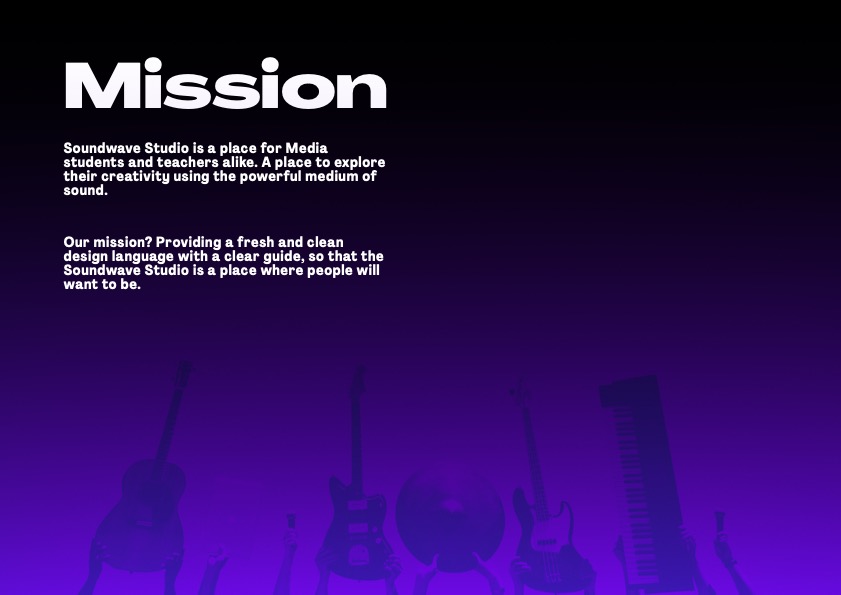 Mission
Soundwave Studio is a place for Media
students and teachers alike. A place to explore
their creativity using the powerful medium of
sound.
Our mission? Providing a fresh and clean
design language with a clear guide, so that the
Soundwave Studio is a place where people will
want to be.